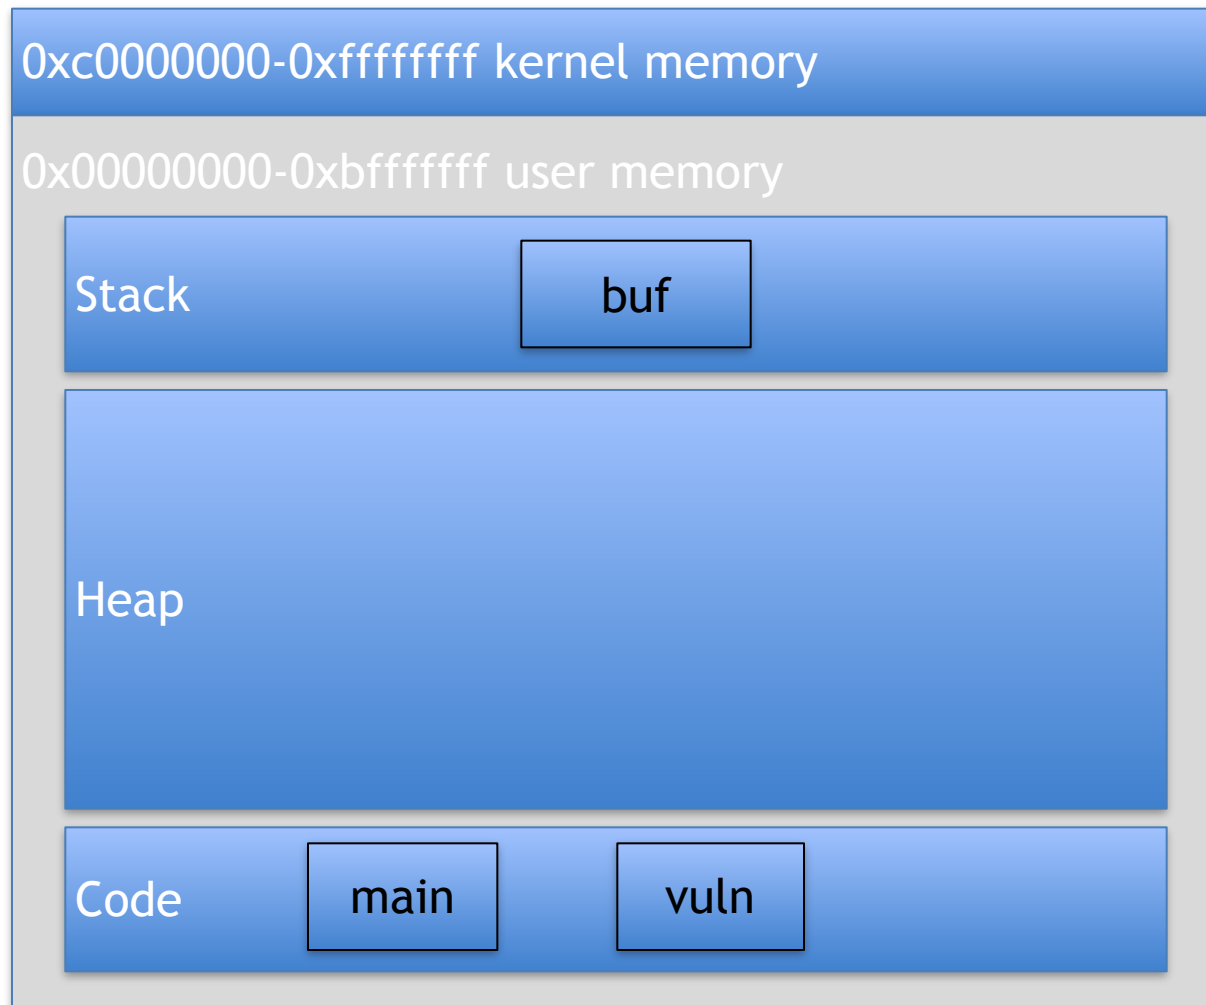 0xc0000000-0xffffffff kernel memory
0x00000000-0xbfffffff user memory
Stack
buf
Heap
Code
main
vuln